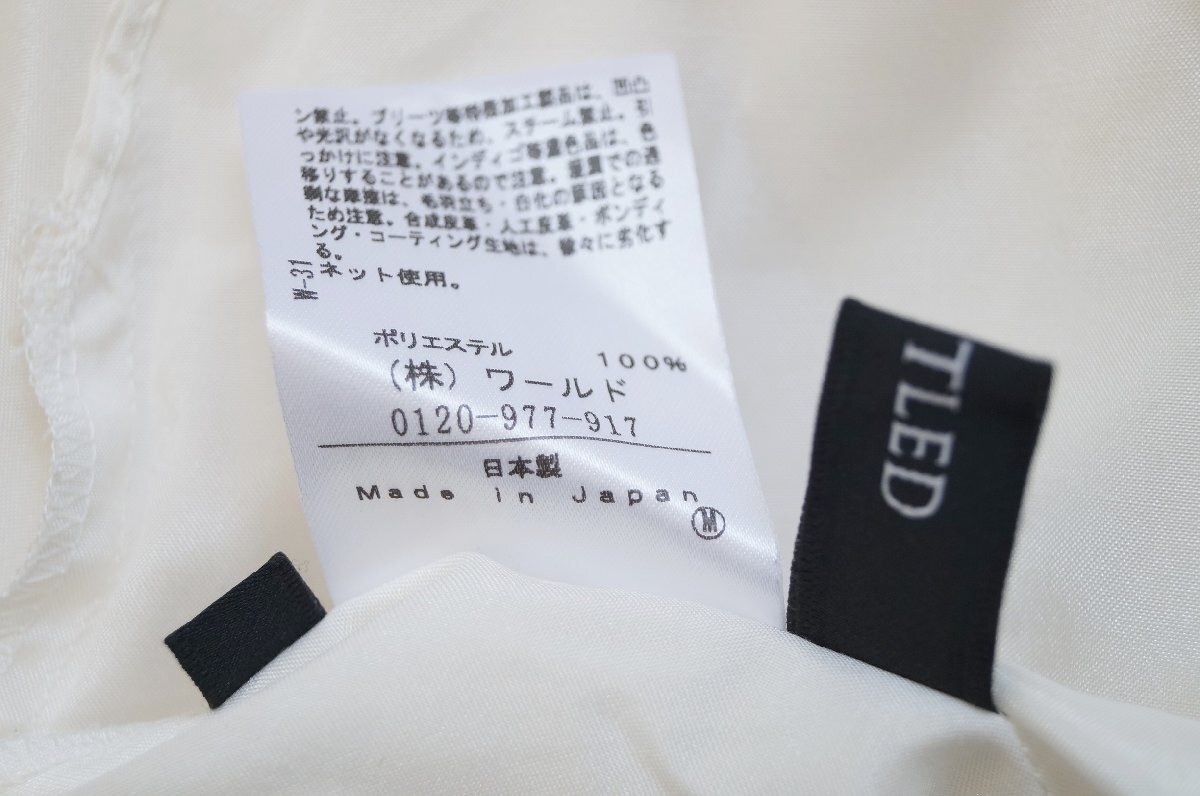 ン禁止。プリーツ等特殊加工製品は、凹凸
や光沢がなくなるため、スチーム禁止。引
っかけに注意。インディゴ等濃色品は、色
移りすることがあるので注意。着用での過
剰な摩擦は、毛羽立ち・白化の原因となる
ため注意。合成皮革・人工皮革・ボンディ
ング・コーティング生地は、徐々に劣化す
る。
W-31
ネット使用。
ポリエステル 100%
(株) ワールド
0120-977-917
日本製
Made in Japan
M
TLED